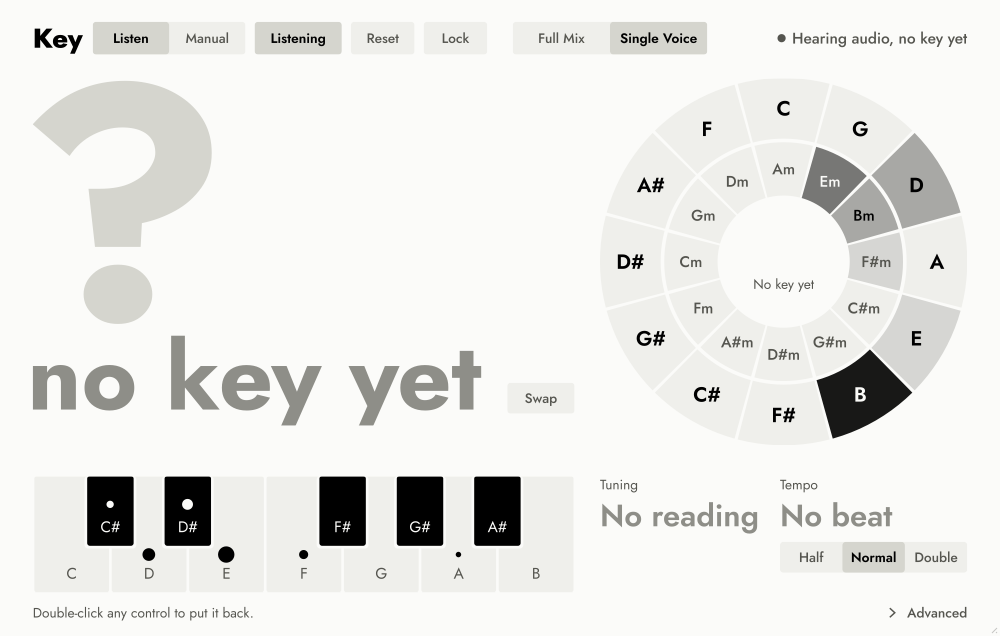 Key Listen Manual Listening Reset Lock Full Mix Single Voice Hearing audio, no key yet
?
no key yet
Swap
C
G
D
A
E
B
F#
C#
G#
D#
A#
F
Am
Em
Bm
F#m
C#m
G#m
D#m
A#m
Fm
Cm
Gm
Dm
No key yet
C# D# F# G# A#
C D E F G A B
Tuning
No reading
Tempo
No beat
Half Normal Double
Double-click any control to put it back.
Advanced